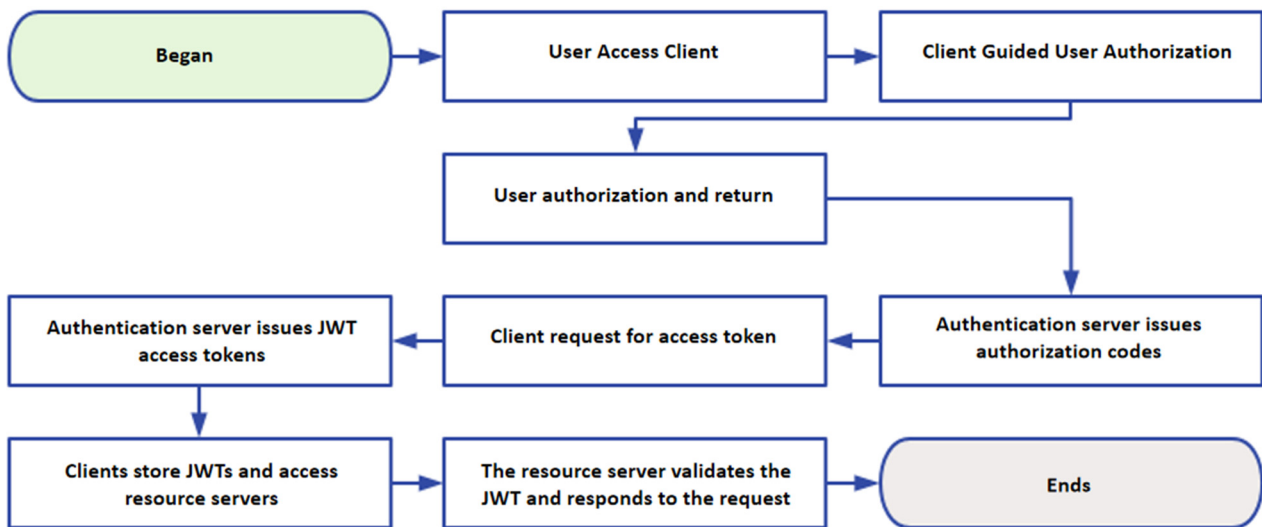 Began
User Access Client
Client Guided User Authorization
User authorization and return
Authentication server issues JWT
access tokens
Client request for access token
Authentication server issues
authorization codes
Clients store JWTs and access
resource servers
The resource server validates the
JWT and responds to the request
Ends